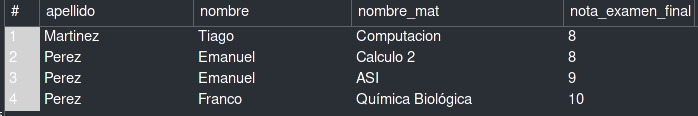 # apellido nombre nombre_mat nota_examen_final
1 Martinez Tiago Computacion 8
2 Perez Emanuel Calculo 2 8
3 Perez Emanuel ASI 9
4 Perez Franco Química Biológica 10